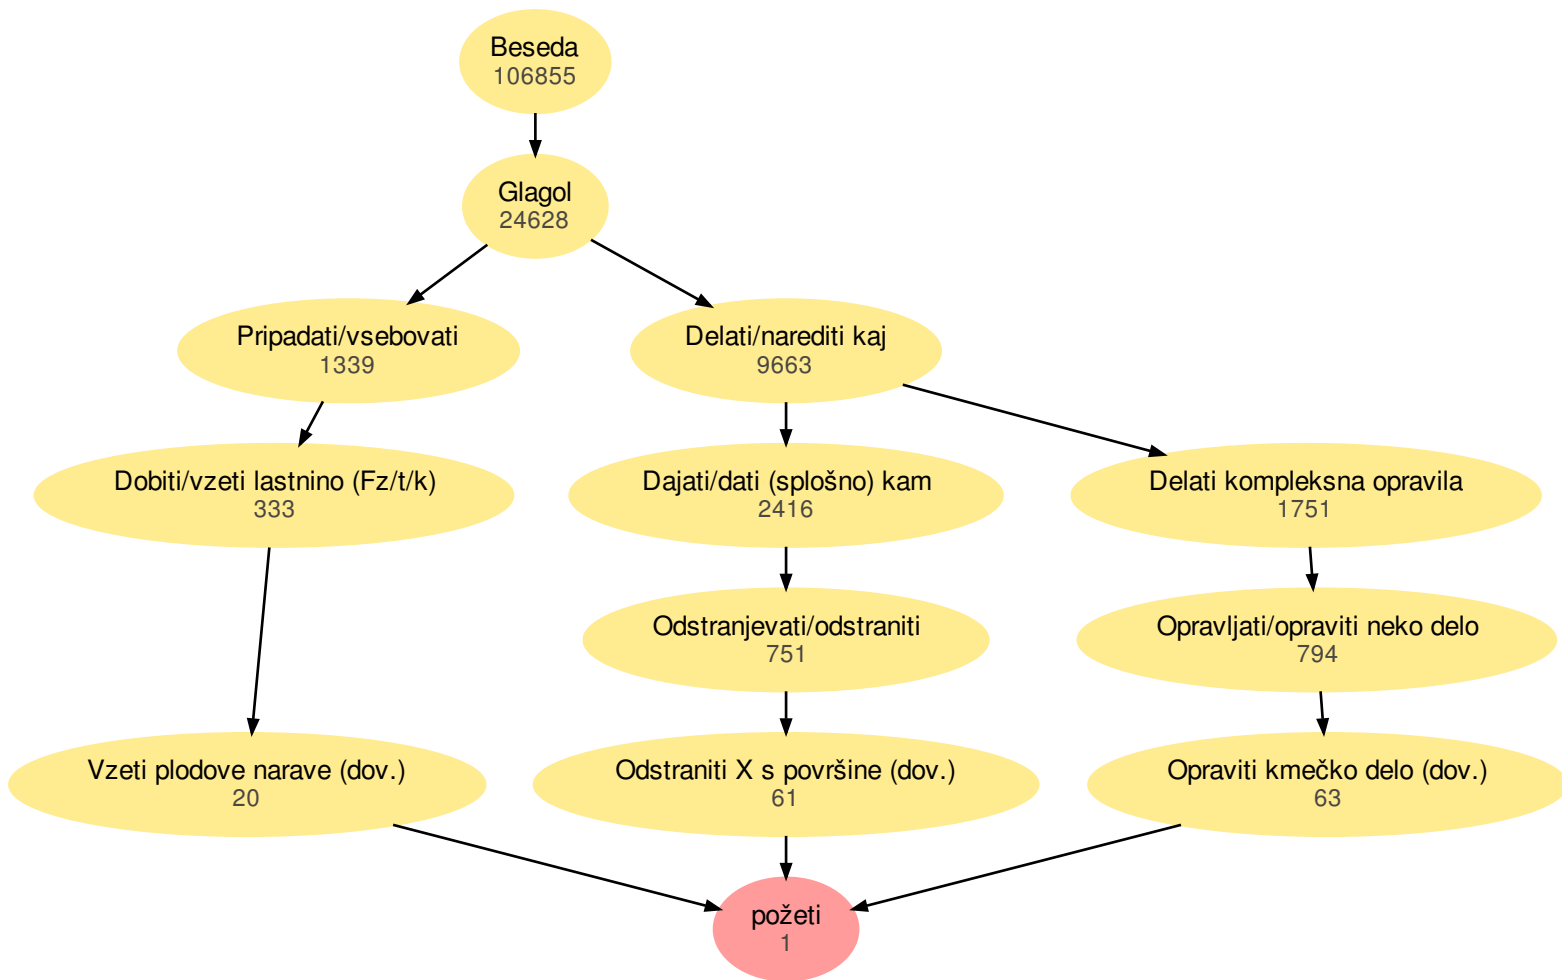 Beseda
106855
Glagol
24628
Pripadati/vsebovati
1339
Delati/narediti kaj
9663
Dobiti/vzeti lastnino (Fz/t/k)
333
Dajati/dati (splošno) kam
2416
Delati kompleksna opravila
1751
Odstranjevati/odstraniti
751
Opravljati/opraviti neko delo
794
Vzeti plodove narave (dov.)
20
Odstraniti X s površine (dov.)
61
Opraviti kmečko delo (dov.)
63
požeti
1